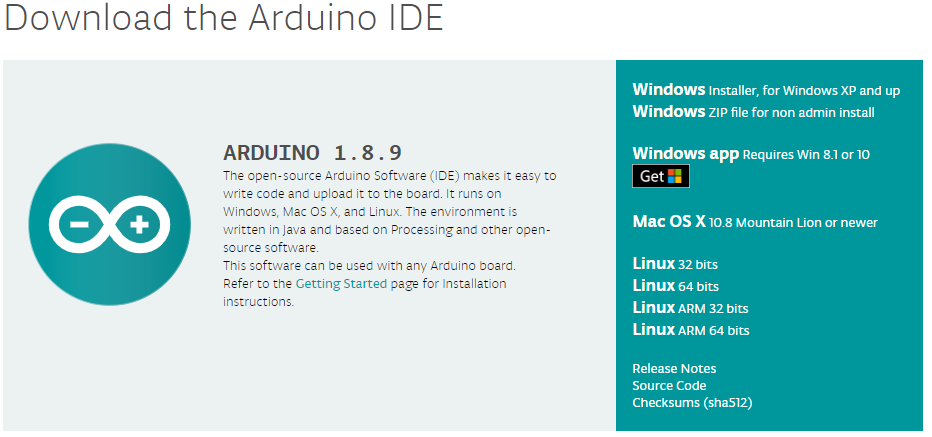 Download the Arduino IDE
ARDUINO 1.8.9
The open-source Arduino Software (IDE) makes it easy to
write code and upload it to the board. It runs on
Windows, Mac OS X, and Linux. The environment is
written in Java and based on Processing and other open-
source software.
This software can be used with any Arduino board.
Refer to the Getting Started page for Installation
instructions.
Windows Installer, for Windows XP and up
Windows ZIP file for non admin install
Windows app Requires Win 8.1 or 10
Get
Mac OS X 10.8 Mountain Lion or newer
Linux 32 bits
Linux 64 bits
Linux ARM 32 bits
Linux ARM 64 bits
Release Notes
Source Code
Checksums (sha512)